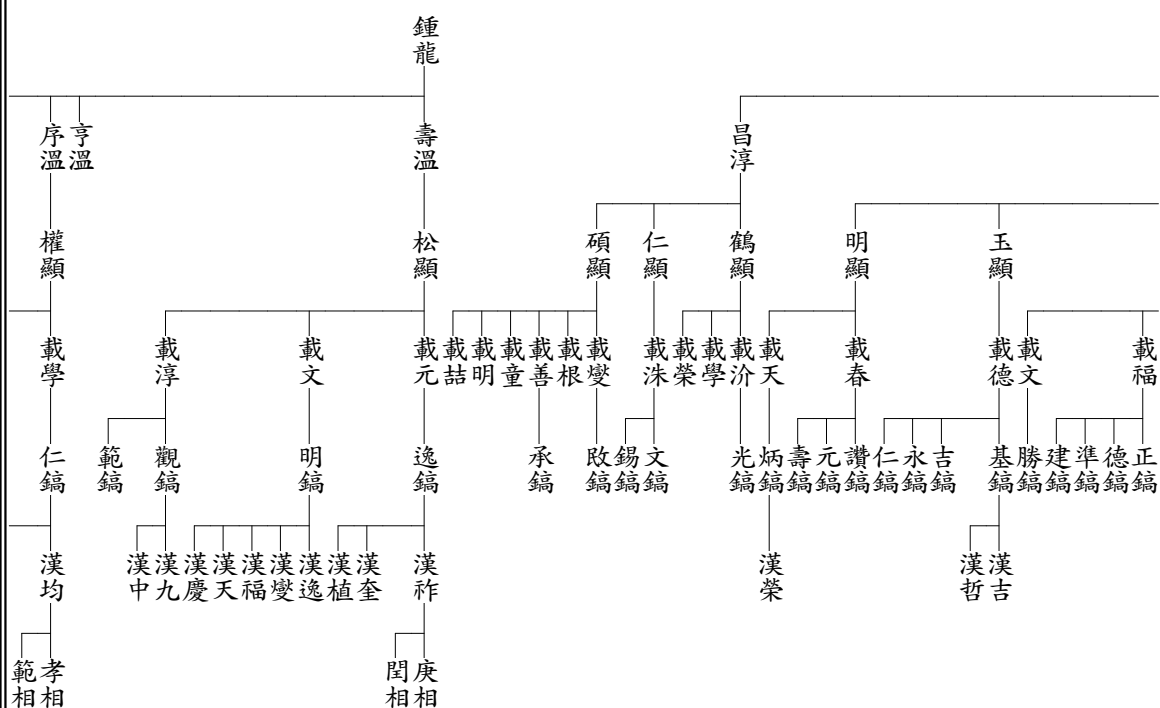 鍾龍
昌淳
壽溫
亨溫
序溫
玉顯
明顯
鶴顯
仁顯
碩顯
松顯
權顯
載福
載文
載德
載春
載天
載汾
載學
載榮
載洙
載燮
載根
載善
載童
載明
載喆
載元
載文
載淳
載學
正鎬
德鎬
準鎬
建鎬
勝鎬
基鎬
吉鎬
永鎬
仁鎬
讚鎬
元鎬
壽鎬
炳鎬
光鎬
文鎬
錫鎬
承鎬
逸鎬
明鎬
觀鎬
範鎬
仁鎬
漢吉
漢哲
漢榮
漢祚
漢奎
漢植
漢逸
漢燮
漢福
漢天
漢慶
漢九
漢中
漢均
庚相
閏相
孝相
範相